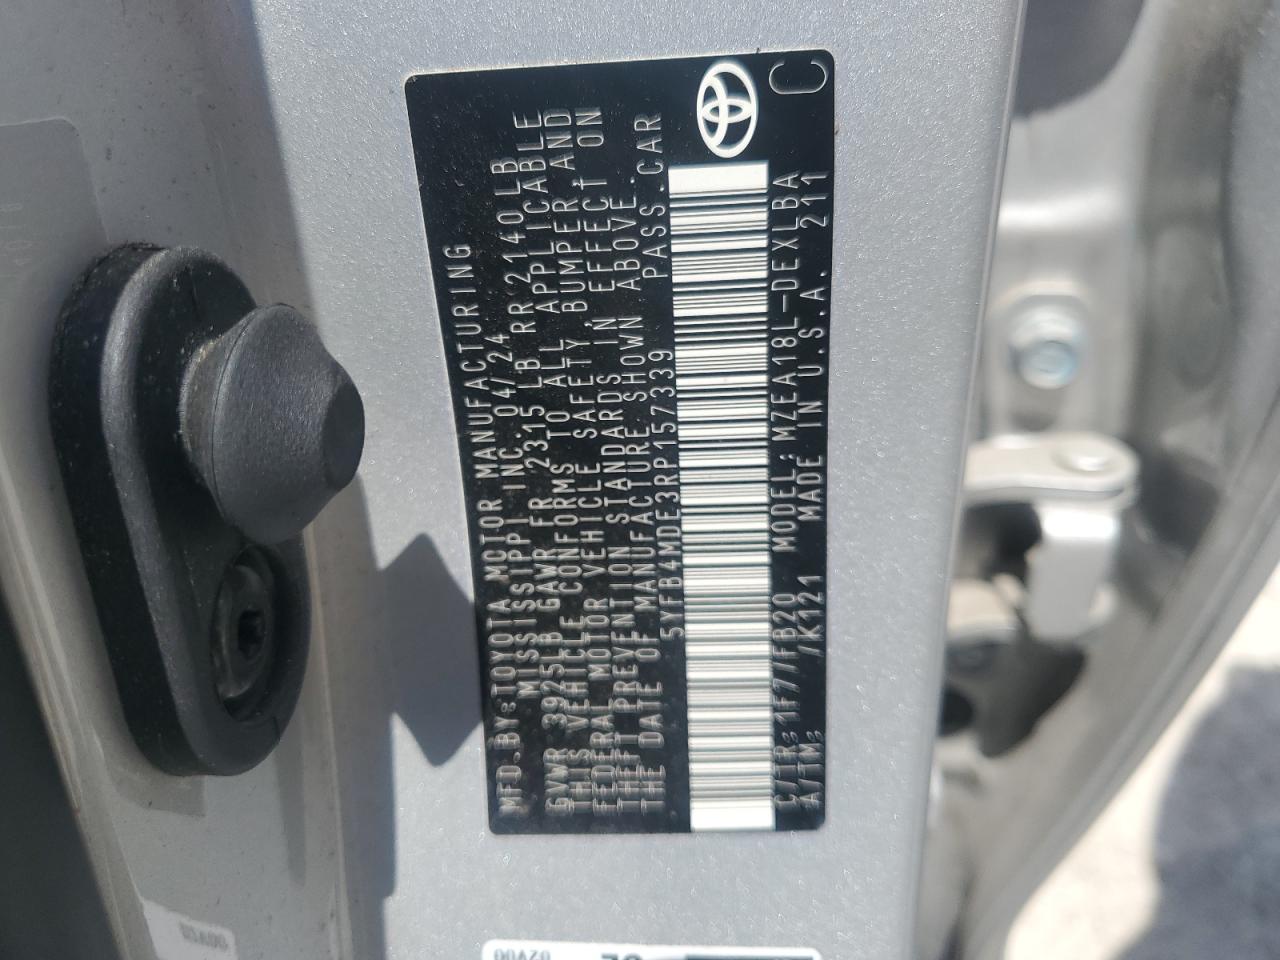 MFD.BY:TOYOTA MOTOR MANUFACTURING
MISSISSIPPI INC. 04/24
GVWR 3925LB GAWR FR 2315 LB RR 2140LB
THIS VEHICLE CONFORMS TO ALL APPLICABLE
FEDERAL MOTOR VEHICLE SAFETY, BUMPER, AND
THEFT PREVENTION STANDARDS IN EFFECT ON
THE DATE OF MANUFACTURE SHOWN ABOVE.
5YFB4MDE3RP157339 PASS.CAR
C/TR: 1F7/FB20 MODEL: MZEA18L-DEXLBA
A/TM: /K121 MADE IN U.S.A. 211
C